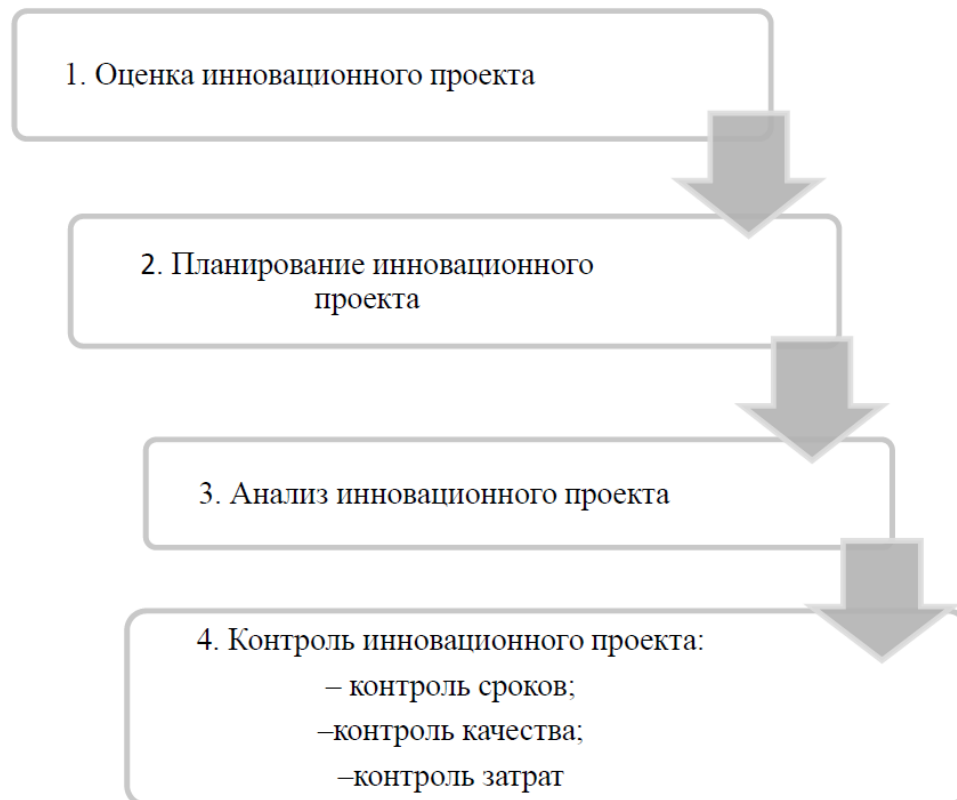 1. Оценка инновационного проекта
2. Планирование инновационного
проекта
3. Анализ инновационного проекта
4. Контроль инновационного проекта:
– контроль сроков;
–контроль качества;
–контроль затрат